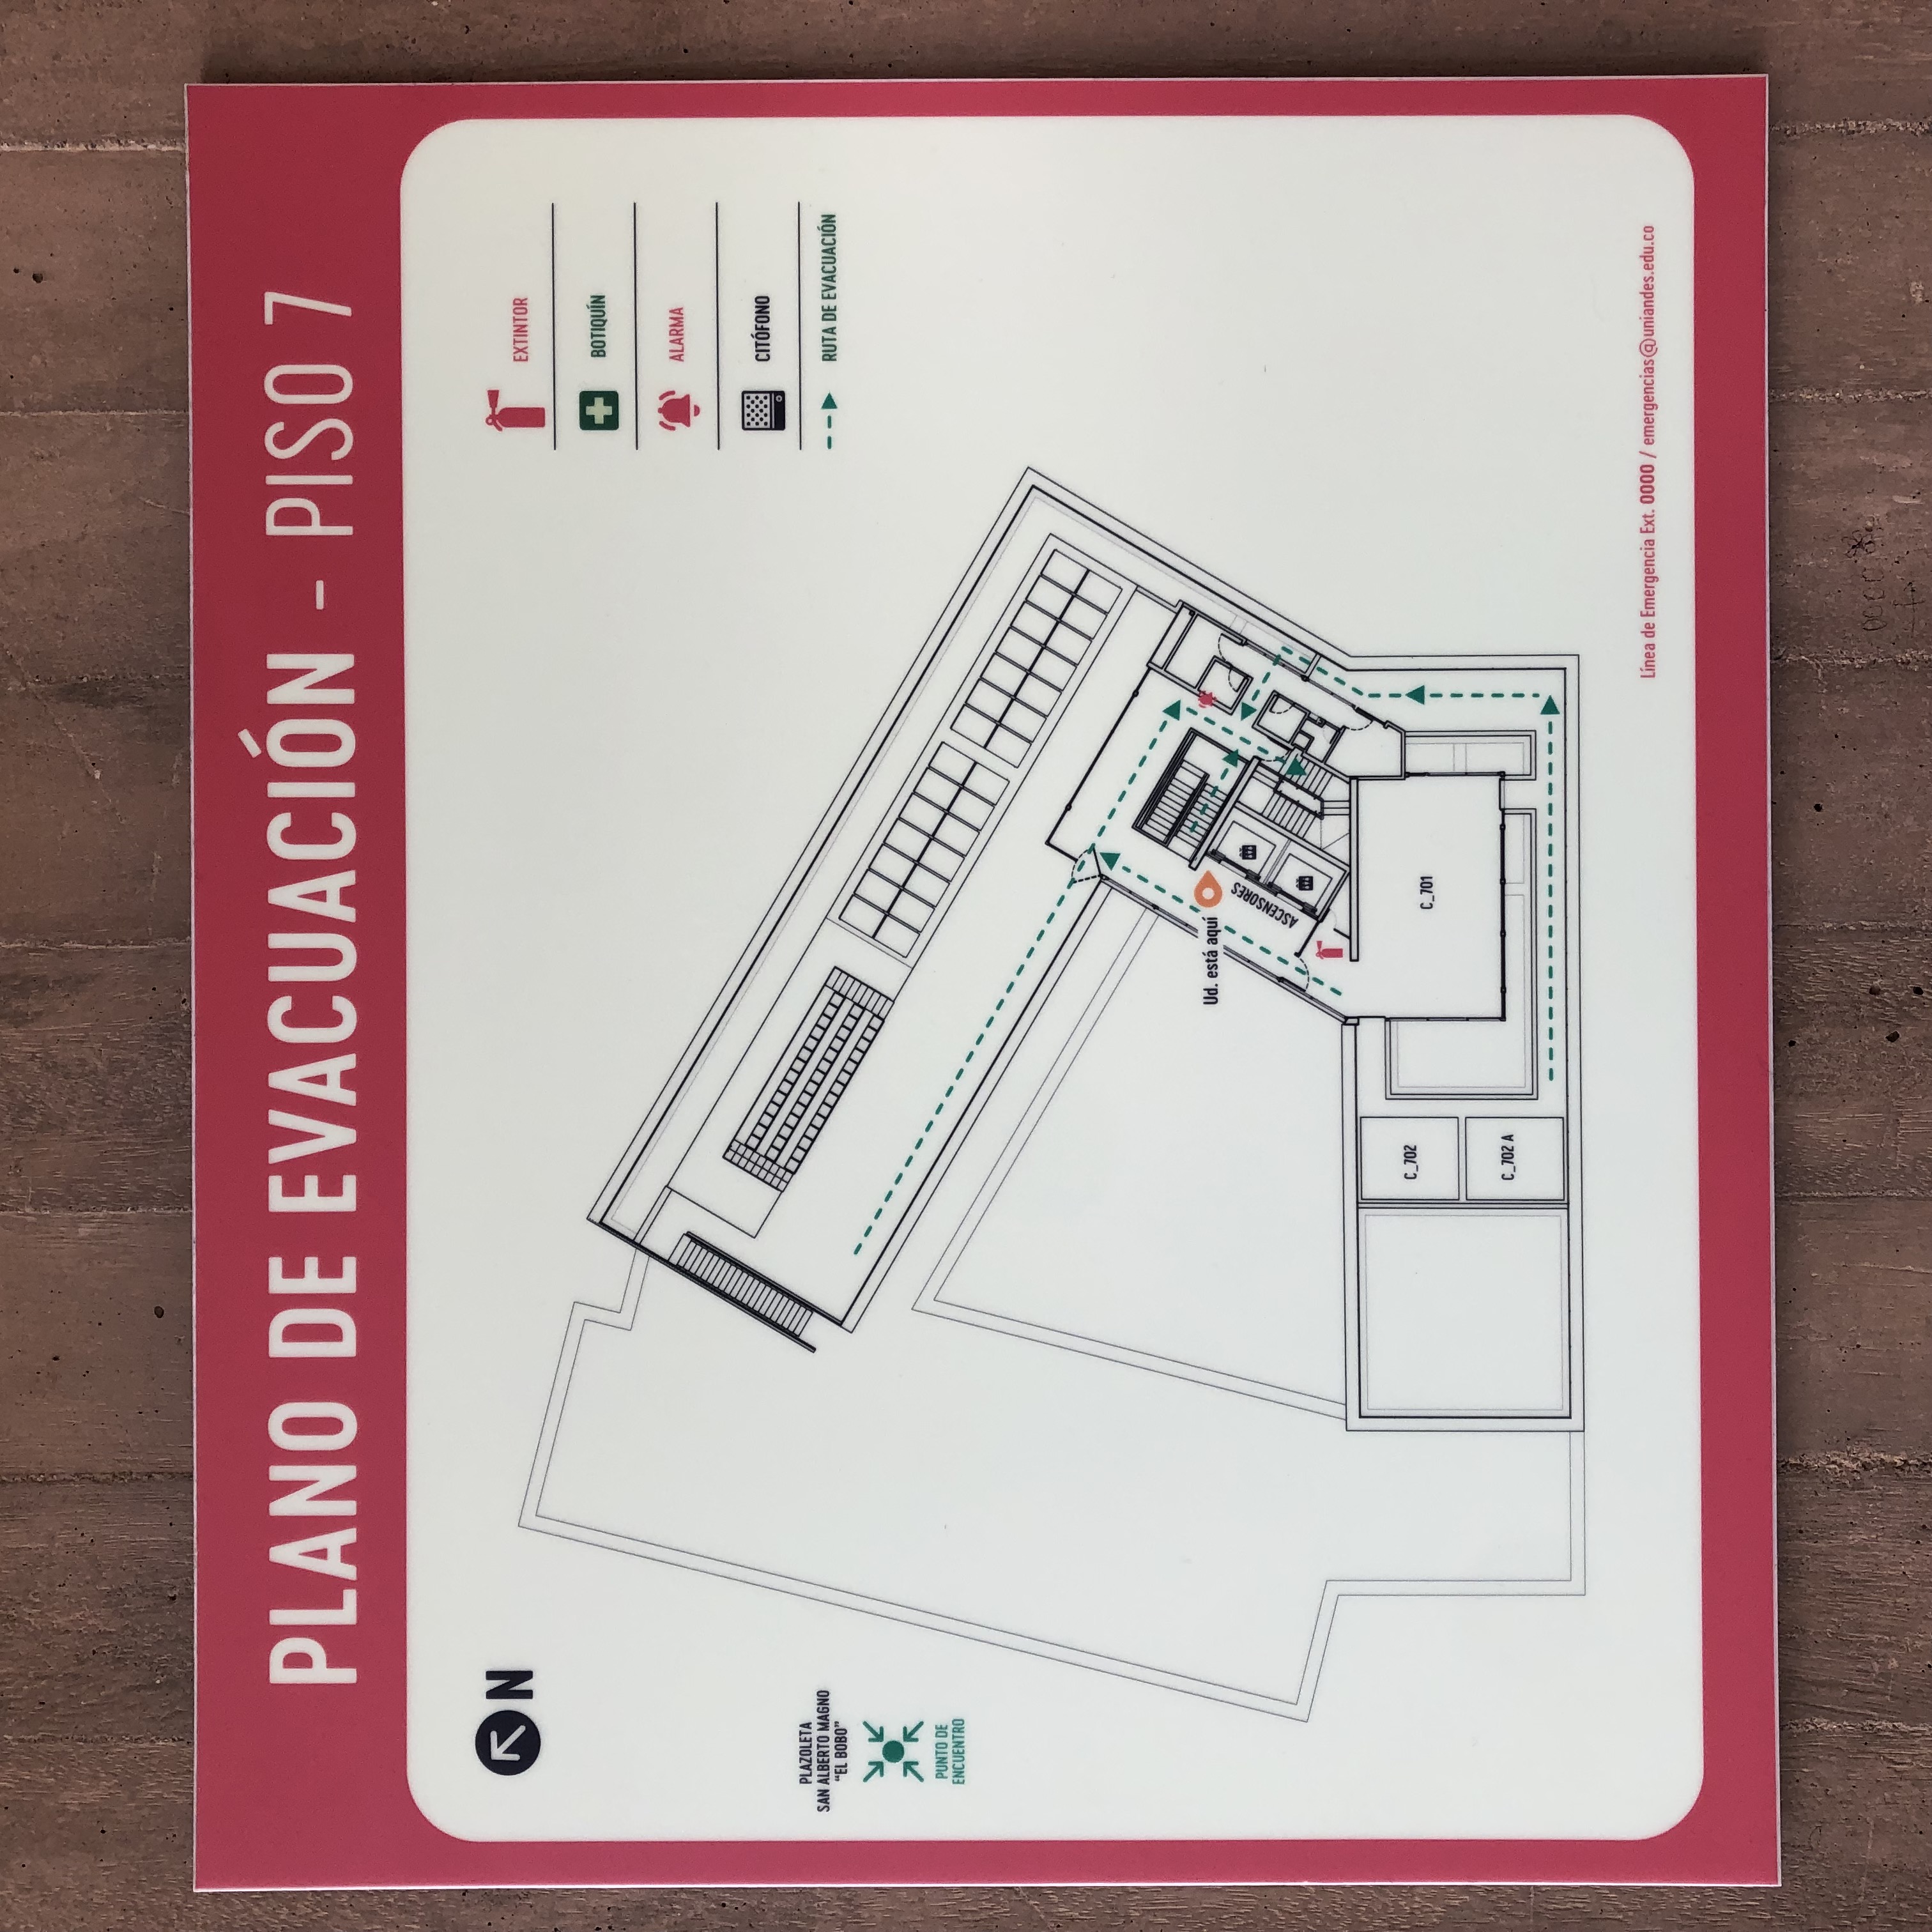 PLANO DE EVACUACIÓN - PISO 7
N
EXTINTOR
BOTIQUÍN
ALARMA
CITÓFONO
RUTA DE EVACUACIÓN
PLAZOLETA
SAN ALBERTO MAGNO
“EL BOBO”
PUNTO DE
ENCUENTRO
Ud. está aquí
ASCENSORES
C_702
C_701
C_702 A
Línea de Emergencia Ext. 0000 / emergencias@uniandes.edu.co